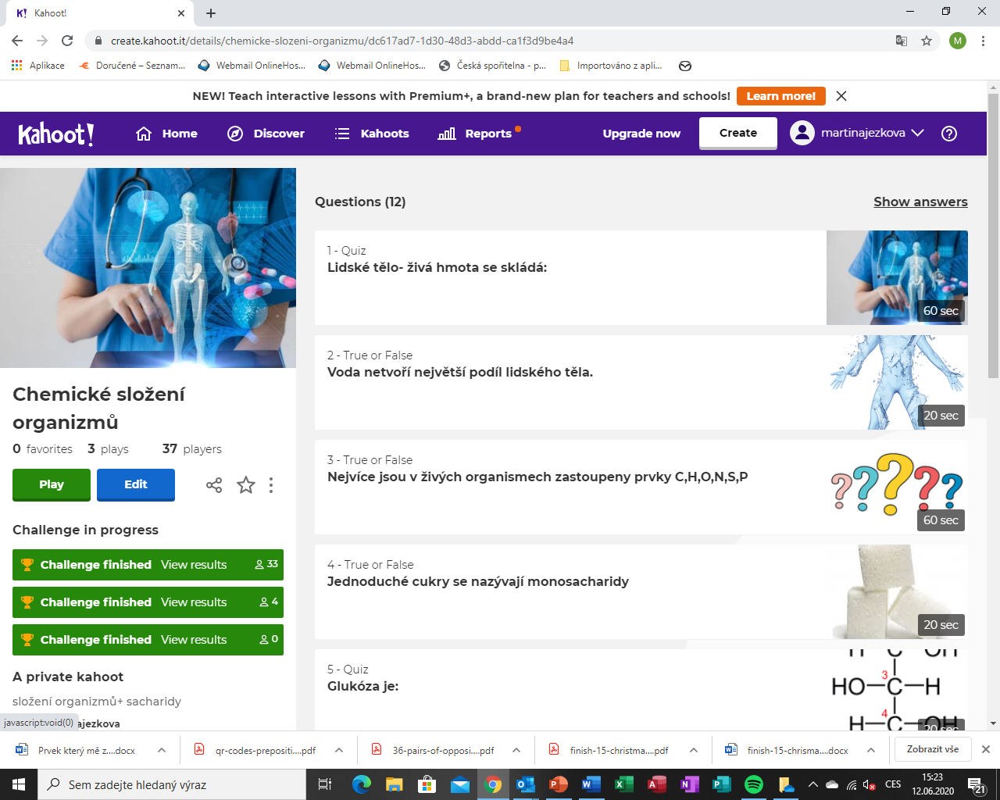 Kahoot!
create.kahoot.it/details/chemicke-slozeni-organizmu/dc617ad7-1d30-48d3-abdd-ca1f3d9be4a4
M
Aplikace
Doručené – Seznam...
Webmail OnlineHos...
Webmail OnlineHos...
Česká spořitelna - p...
Importováno z apli...
NEW! Teach interactive lessons with Premium+, a brand-new plan for teachers and schools!
Learn more!
Kahoot!
Home
Discover
Kahoots
Reports
Upgrade now
Create
martinajezkova
Chemické složení
organizmů
0 favorites 3 plays 37 players
Play
Edit
Challenge in progress
Challenge finished View results 33
Challenge finished View results 4
Challenge finished View results 0
A private kahoot
složení organizmů+ sacharidy
ajezkova
javascript:void(0)
Questions (12)
Show answers
1 - Quiz
Lidské tělo- živá hmota se skládá:
60 sec
2 - True or False
Voda netvoří největší podíl lidského těla.
20 sec
3 - True or False
Nejvíce jsou v živých organismech zastoupeny prvky C,H,O,N,S,P
?????
60 sec
4 - True or False
Jednoduché cukry se nazývají monosacharidy
20 sec
5 - Quiz
Glukóza je:
H C OH
3
HO C H
4
H C OH
20 sec
Prvek který mě z....docx
qr-codes-prepositi....pdf
36-pairs-of-opposi....pdf
finish-15-christma....pdf
finish-15-chrisma....docx
Zobrazit vše
Sem zadejte hledaný výraz
CES
15:23
12.06.2020
21